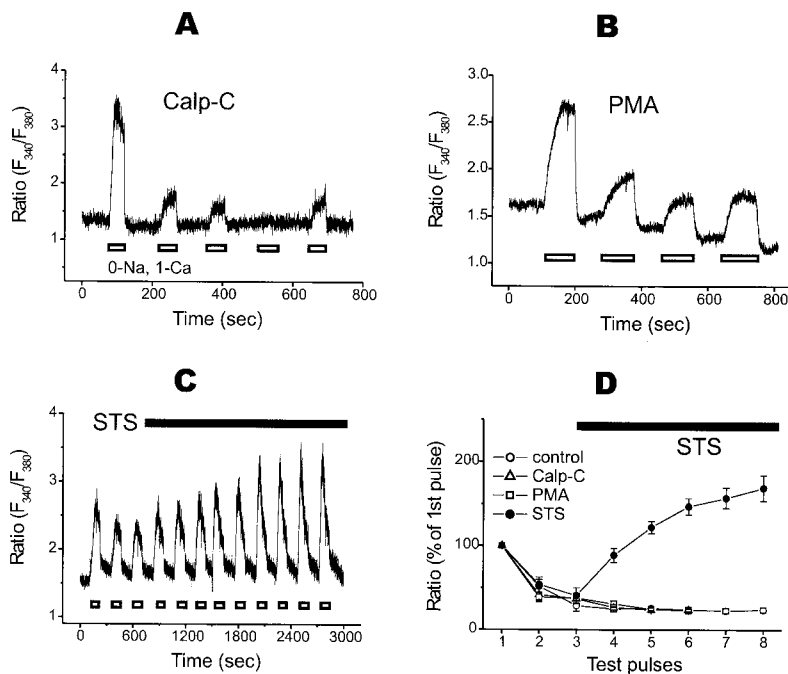 A
Calp-C
Ratio (F340/F380)
4
3
2
1
0-Na, 1-Ca
0 200 400 600 800
Time (sec)
B
PMA
Ratio (F340/F380)
3.0
2.5
2.0
1.5
1.0
0 200 400 600 800
Time (sec)
C
STS
Ratio (F340/F380)
4
3
2
1
0 600 1200 1800 2400 3000
Time (sec)
D
STS
control
Calp-C
PMA
STS
Ratio (% of 1st pulse)
200
100
0
1 2 3 4 5 6 7 8
Test pulses